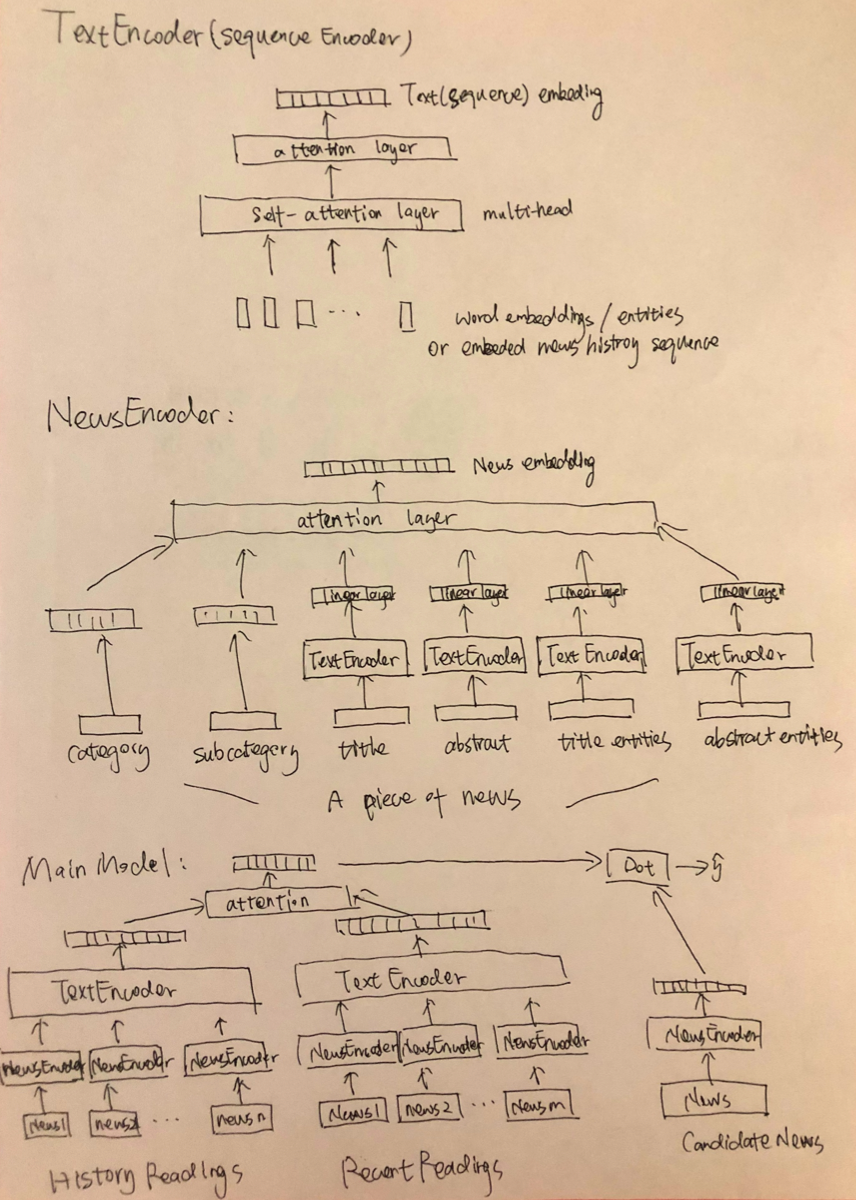 TextEncoder (sequence Encoder)
Text(sequence) embeding
attention layer
Self-attention layer
multi-head
...
word embeddings / entities
or embeded news histroy sequence
NewsEncoder:
News embedding
attention layer
linear layer linear layer linear layer linear layer
TextEncoder TextEncoder Text Encoder TextEncoder
category subcategory title abstract title entities abstract entities
A piece of news
Main Model:
Dot ŷ
attention
TextEncoder Text Encoder
NewsEncoder NewsEncoder NewsEncoder NewsEncoder NewsEncoder NewsEncoder NewsEncoder
News1 news2 ... news n News1 news2 ... News m News
History Readings Recent Readings Candidate News